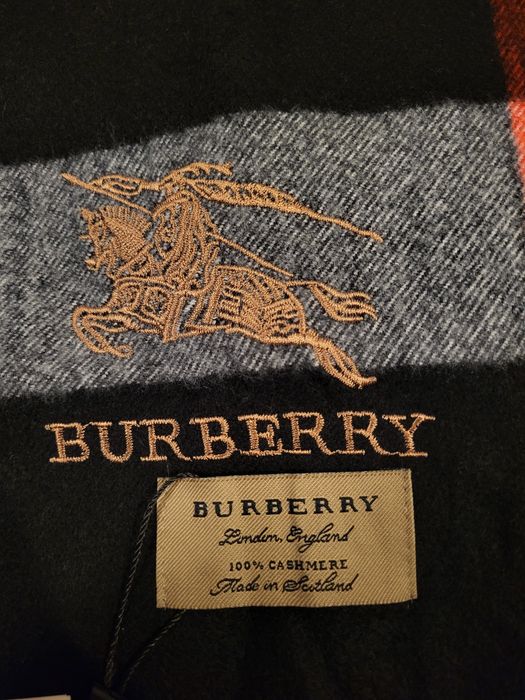 BURBERRY
BURBERRY
London, England
100% CASHMERE
Made in Scotland